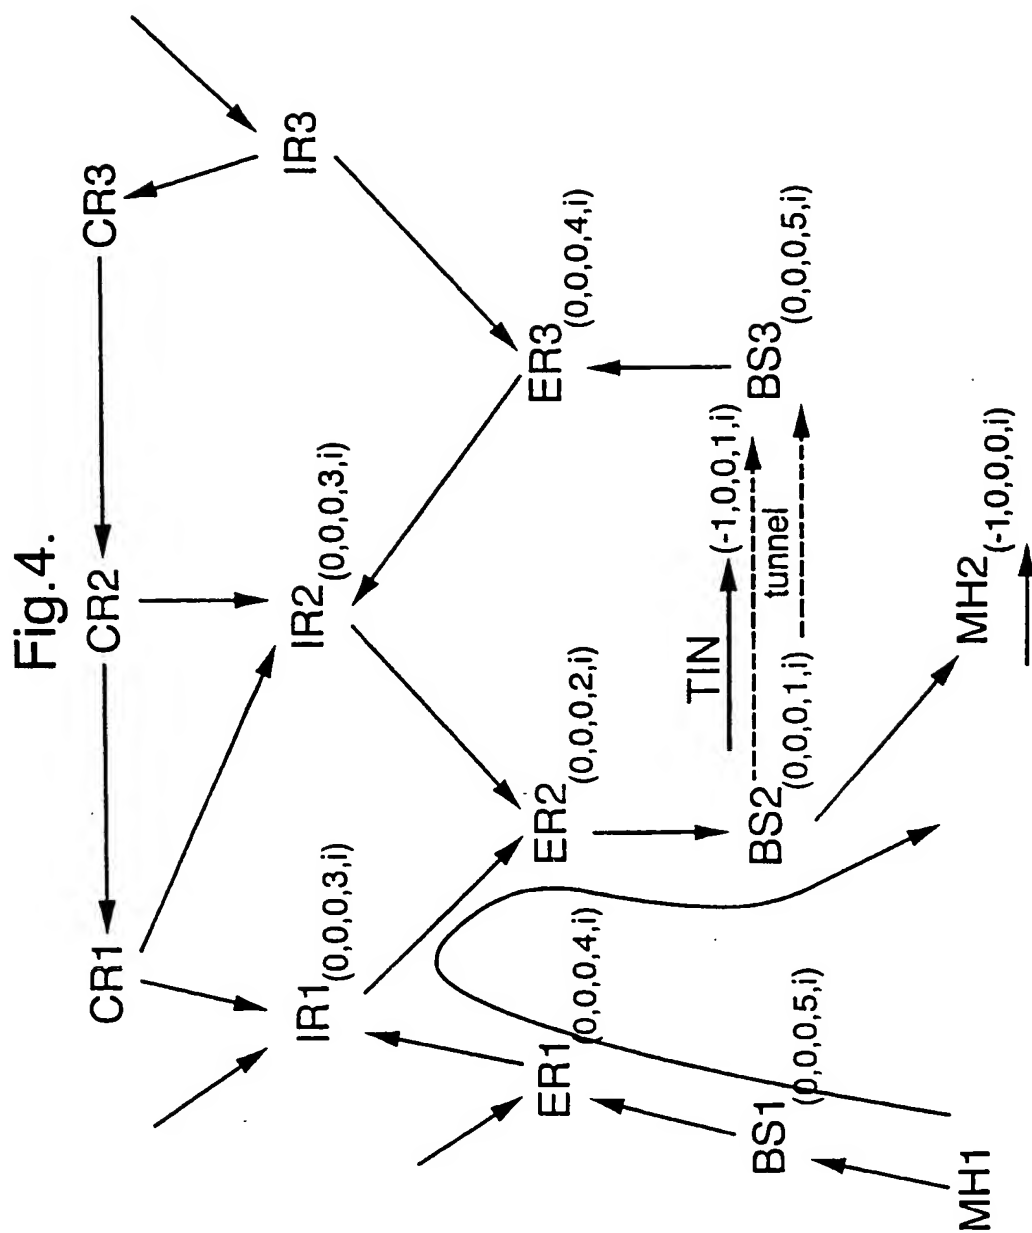 Fig.4.
CR1
CR2
CR3
IR1(0,0,0,3,i)
IR2(0,0,0,3,i)
IR3
ER1(0,0,0,4,i)
ER2(0,0,0,2,i)
ER3(0,0,0,4,i)
TIN
(-1,0,0,1,i)
tunnel
BS1(0,0,0,5,i)
BS2(0,0,0,1,i)
BS3(0,0,0,5,i)
MH1
MH2(-1,0,0,0,i)